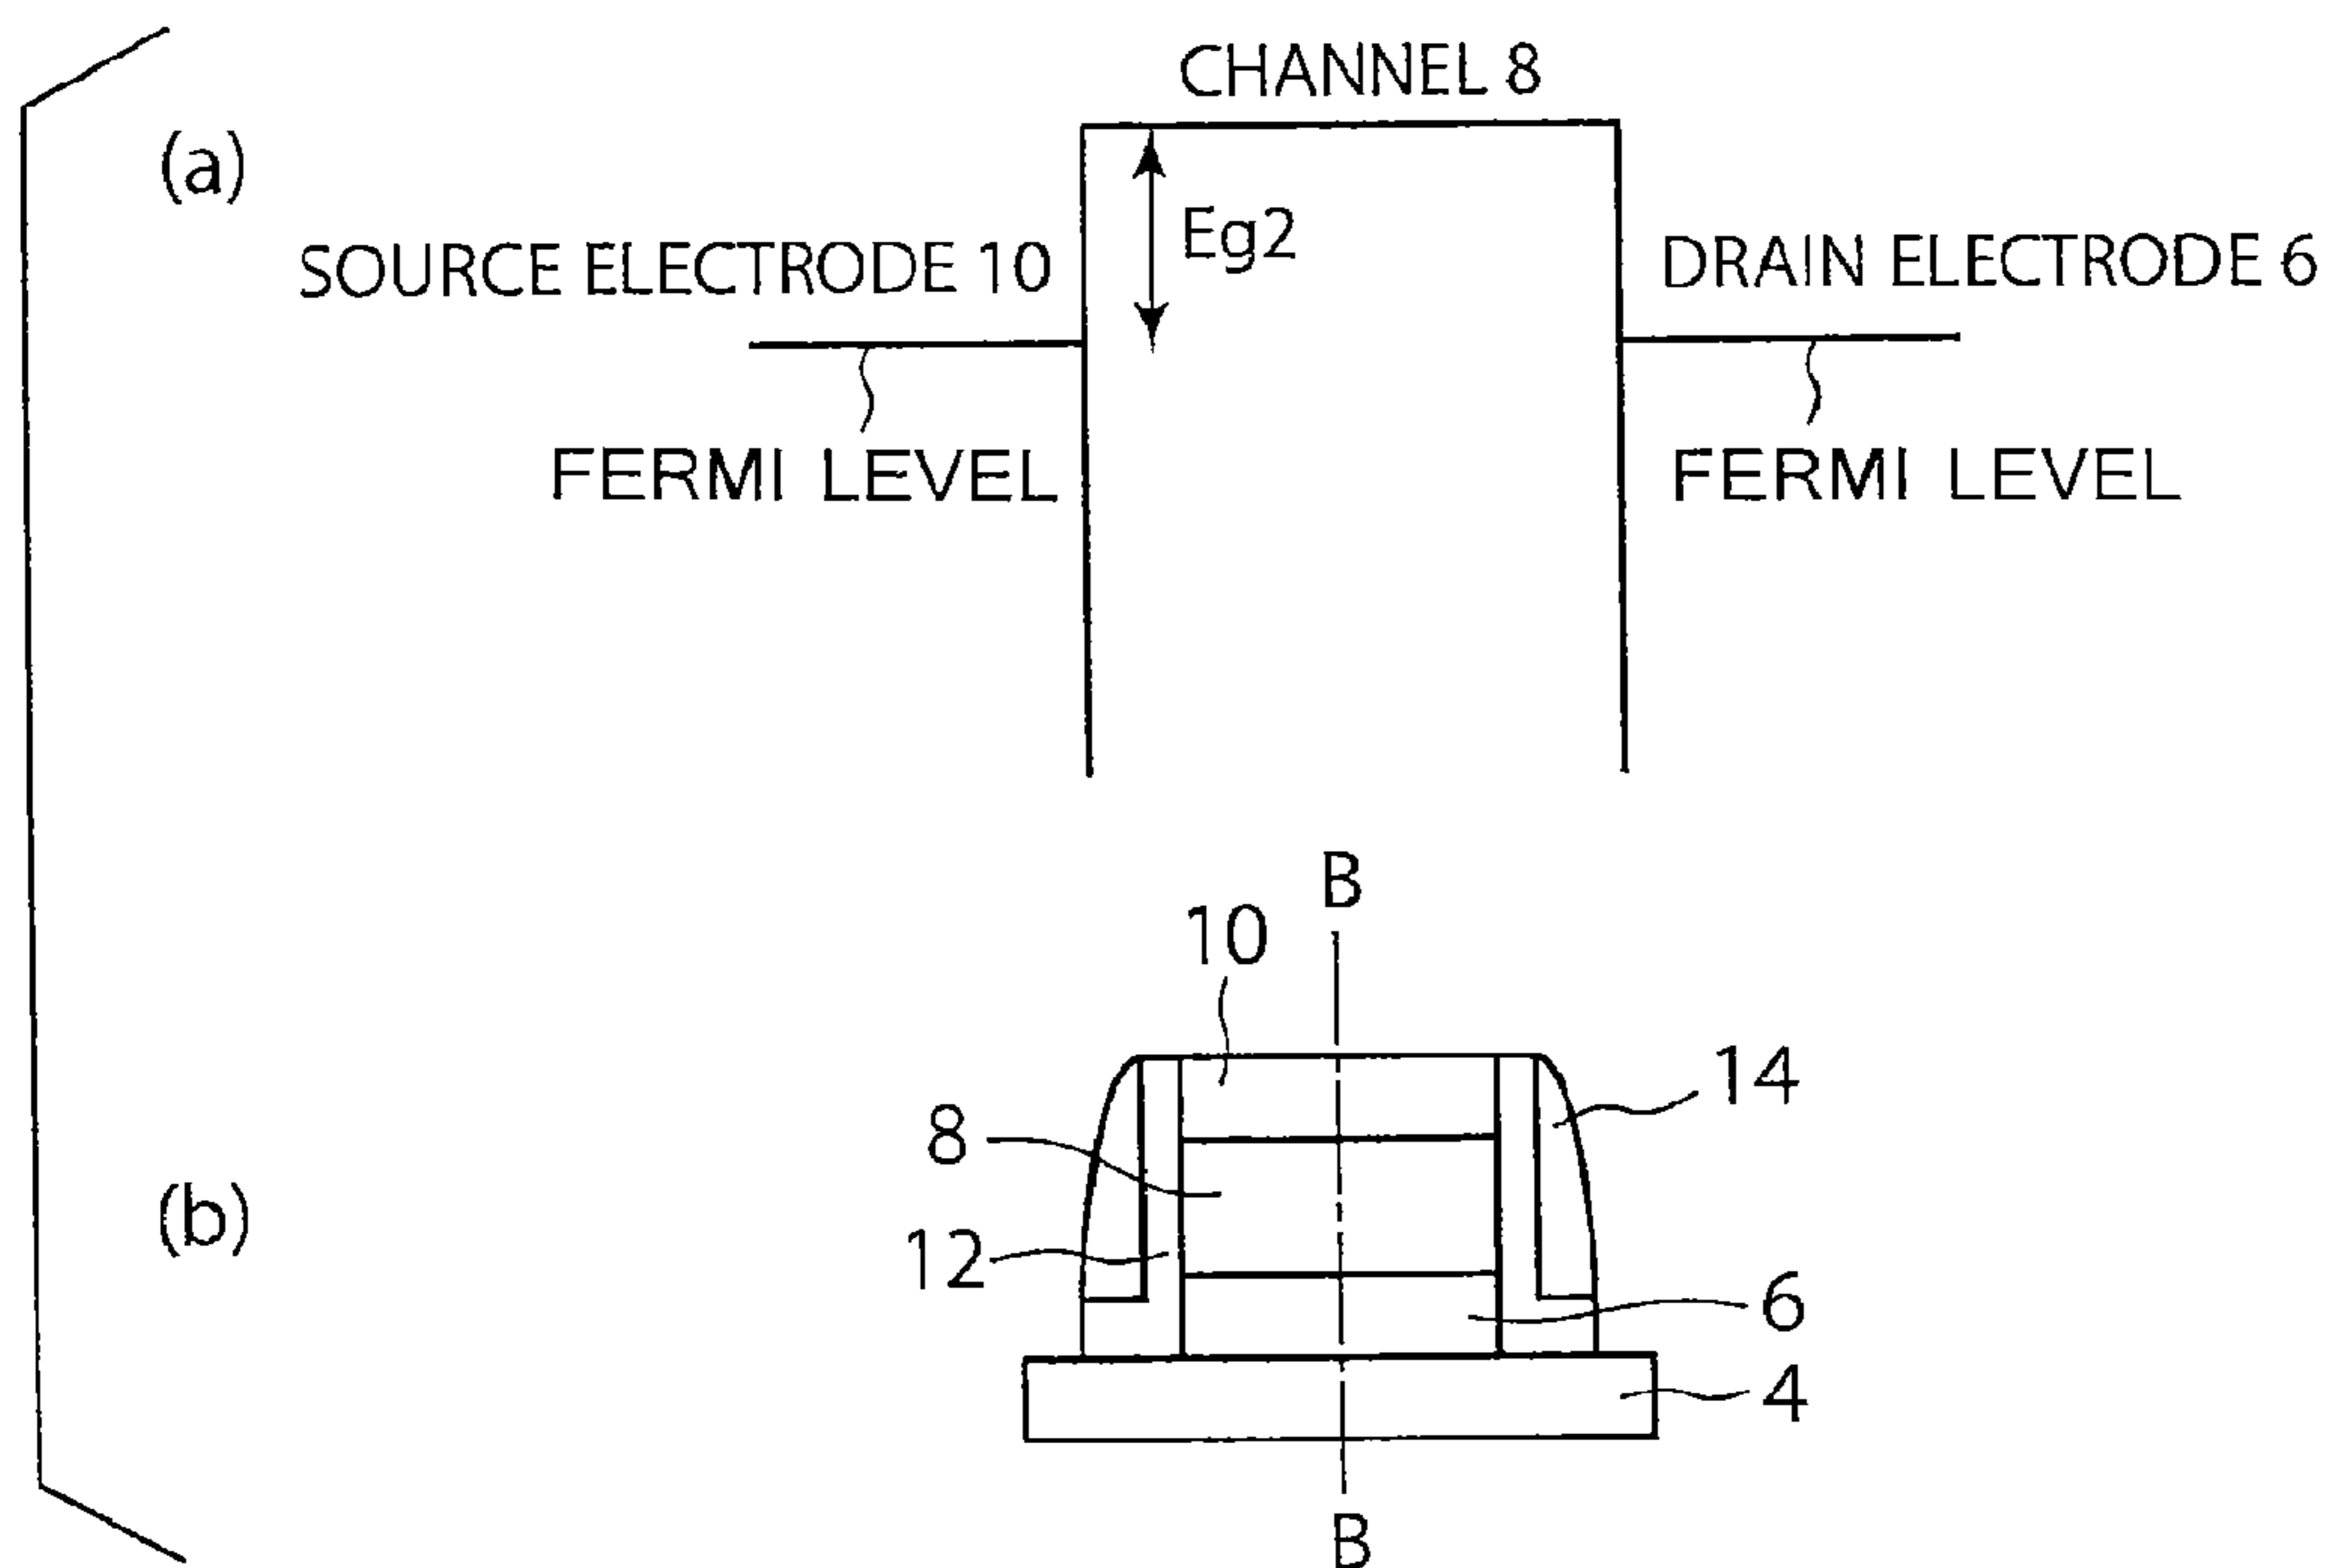 (a)
CHANNEL 8
Eg2
SOURCE ELECTRODE 10
DRAIN ELECTRODE 6
FERMI LEVEL
FERMI LEVEL
(b)
B
10
14
8
12
6
4
B